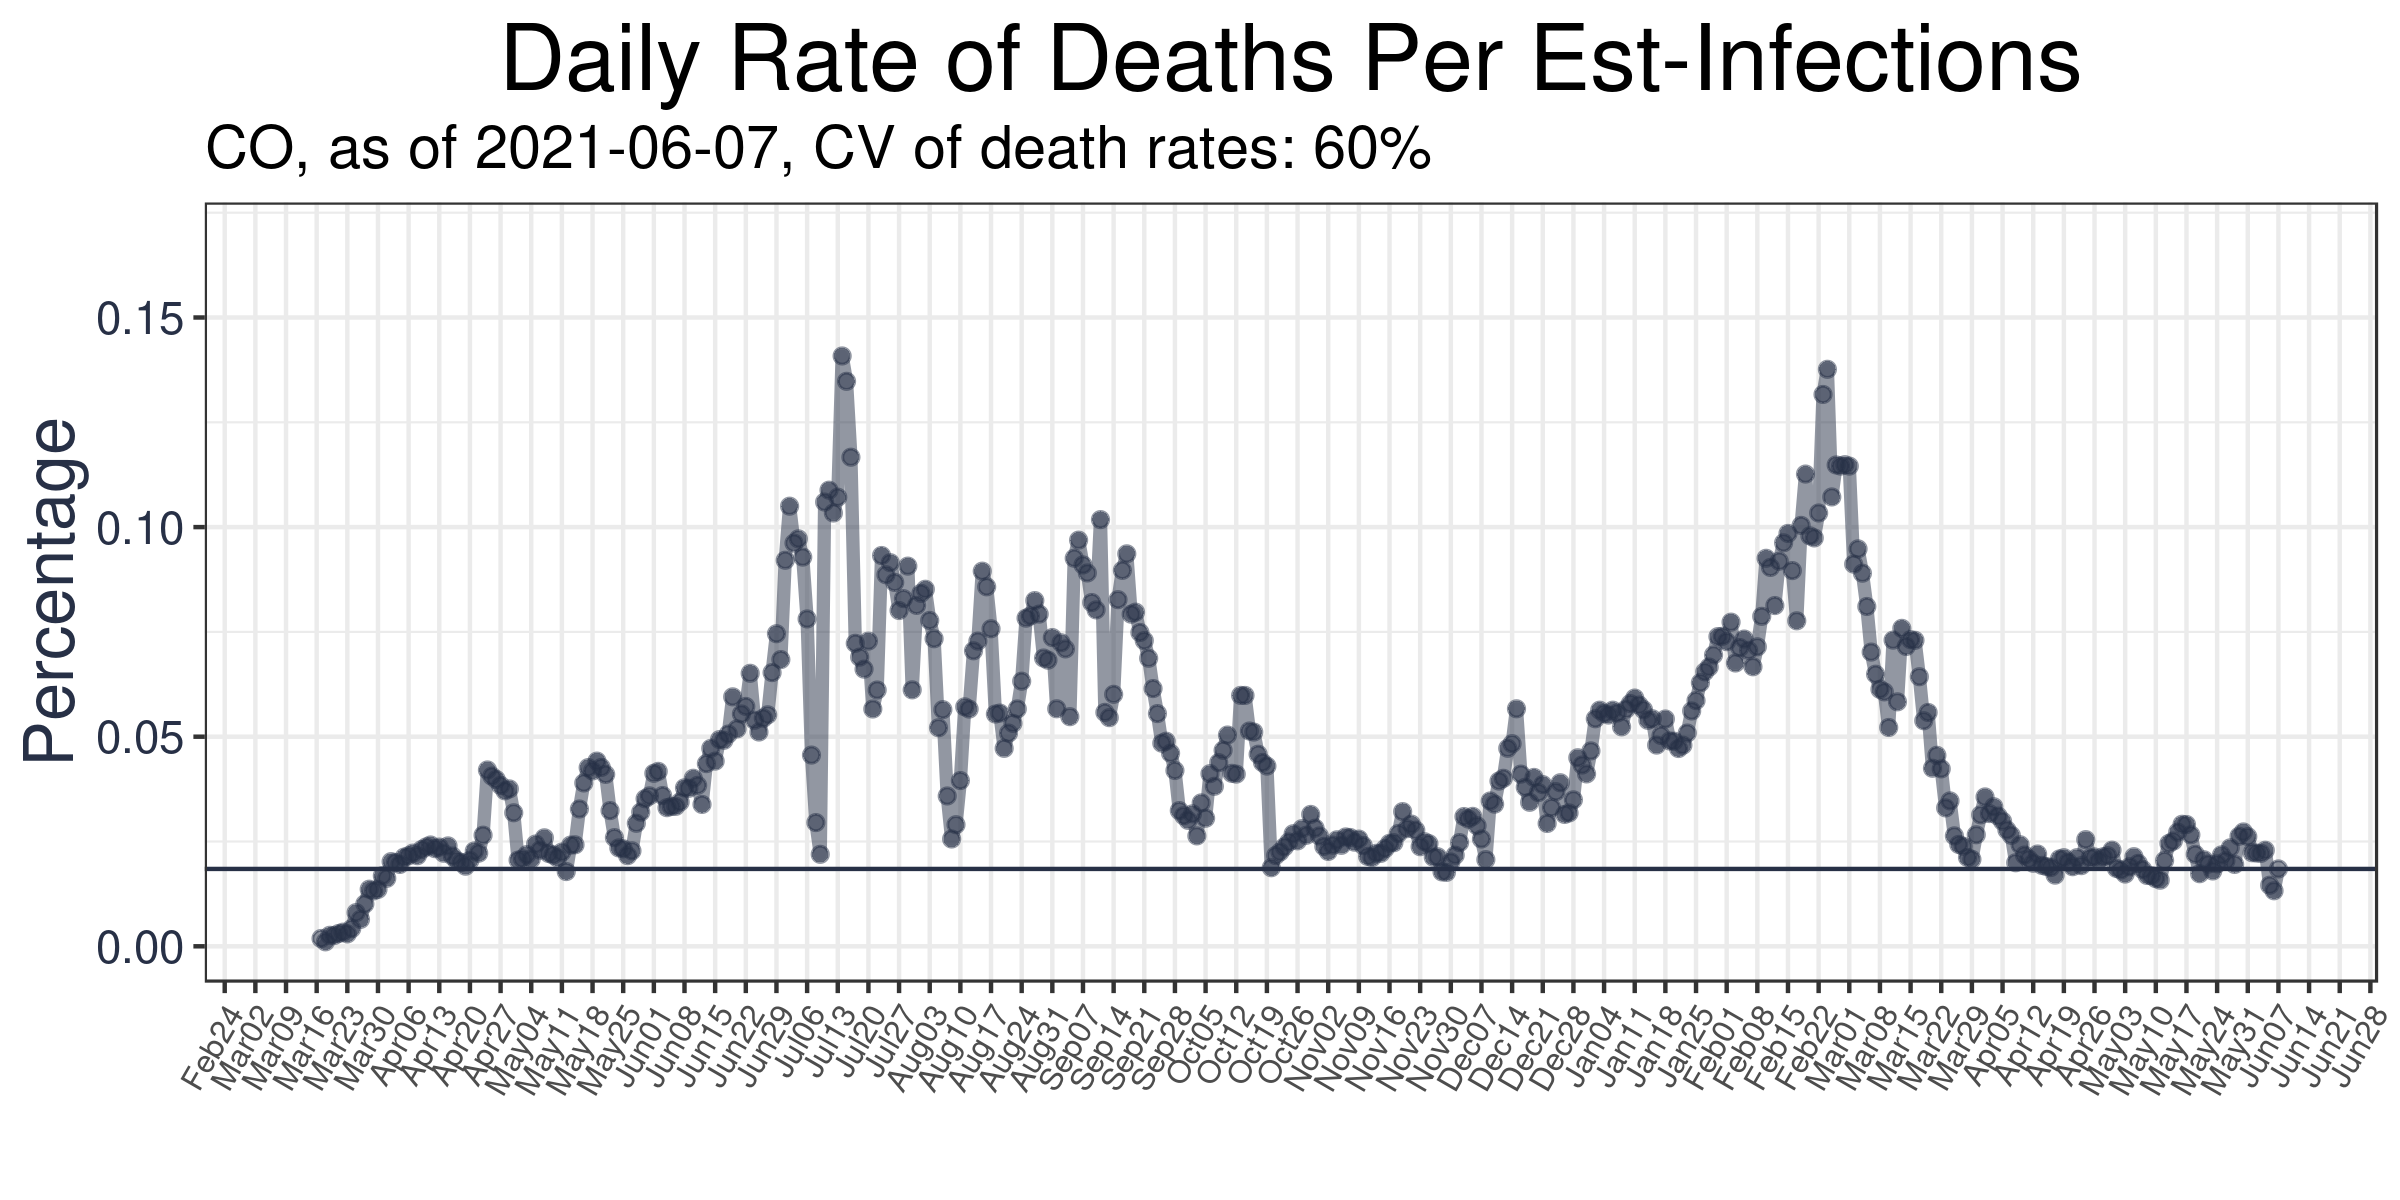 Daily Rate of Deaths Per Est-Infections
CO, as of 2021-06-07, CV of death rates: 60%
Percentage
0.15
0.10
0.05
0.00
Feb24
Mar02
Mar09
Mar16
Mar23
Mar30
Apr06
Apr13
Apr20
Apr27
May04
May11
May18
May25
Jun01
Jun08
Jun15
Jun22
Jun29
Jul06
Jul13
Jul20
Jul27
Aug03
Aug10
Aug17
Aug24
Aug31
Sep07
Sep14
Sep21
Sep28
Oct05
Oct12
Oct19
Oct26
Nov02
Nov09
Nov16
Nov23
Nov30
Dec07
Dec14
Dec21
Dec28
Jan04
Jan11
Jan18
Jan25
Feb01
Feb08
Feb15
Feb22
Mar01
Mar08
Mar15
Mar22
Mar29
Apr05
Apr12
Apr19
Apr26
May03
May10
May17
May24
May31
Jun07
Jun14
Jun21
Jun28